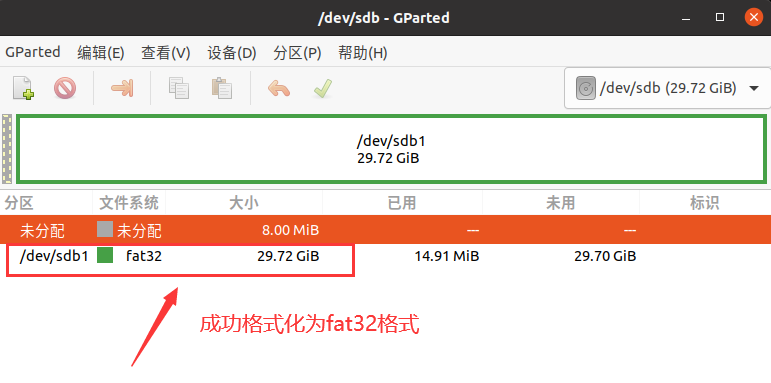 /dev/sdb - GParted
GParted 编辑(E) 查看(V) 设备(D) 分区(P) 帮助(H)
/dev/sdb (29.72 GiB)
/dev/sdb1
29.72 GiB
分区 文件系统 大小 已用 未用 标识
未分配 未分配 8.00 MiB --- ---
/dev/sdb1 fat32 29.72 GiB 14.91 MiB 29.70 GiB
成功格式化为fat32格式